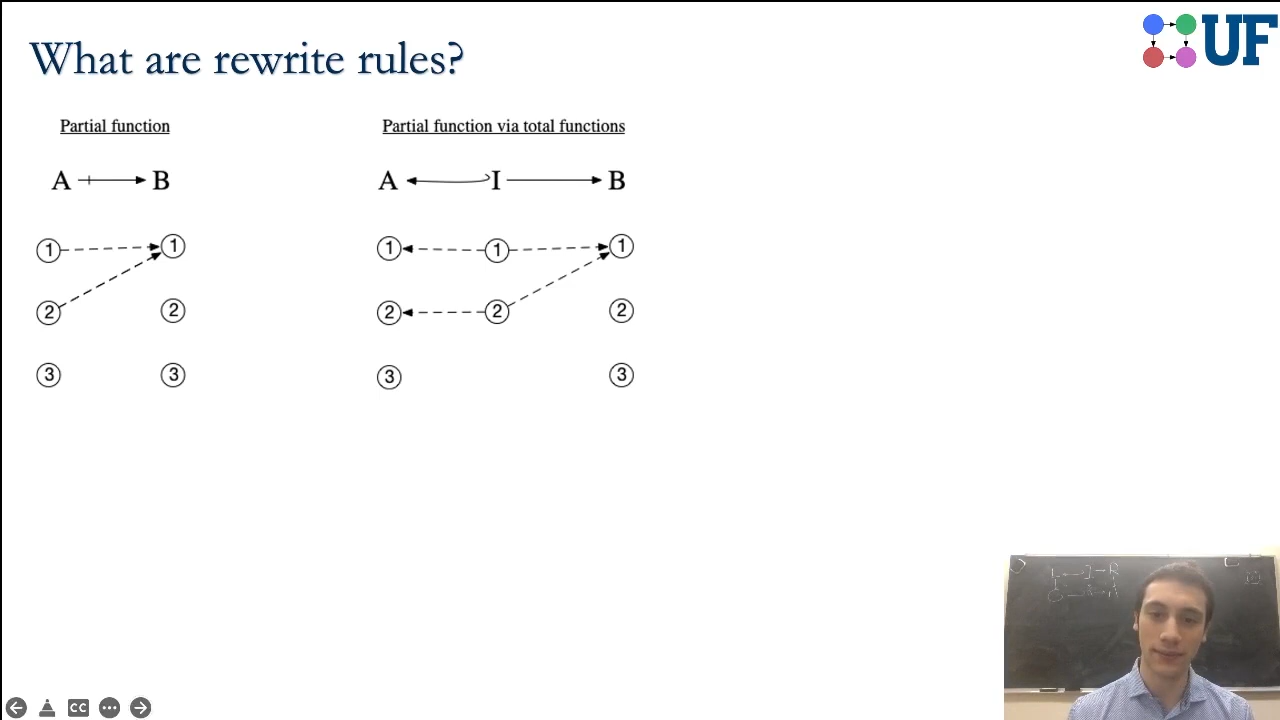 What are rewrite rules?
UF
Partial function
Partial function via total functions
A B
A I B
1 1
1 1 1
2 2
2 2 2
3 3
3 3
CC